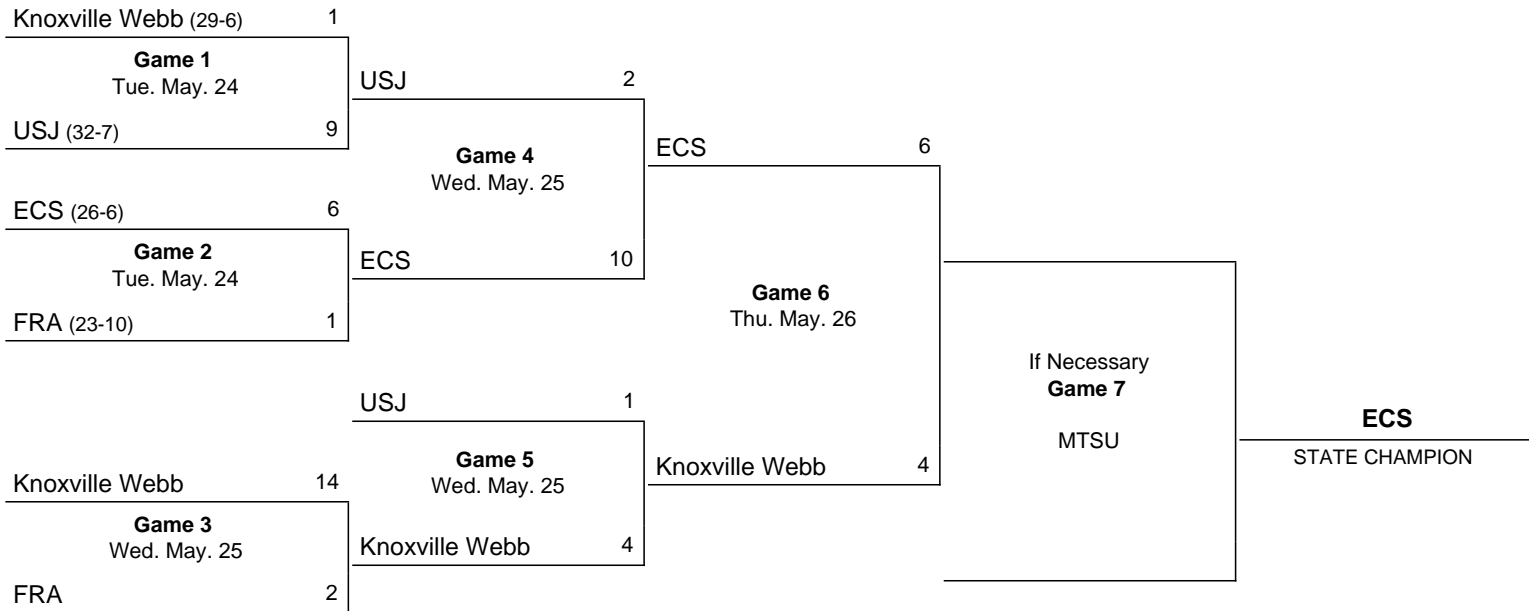 Knoxville Webb (29-6) 1
Game 1
Tue. May. 24
USJ (32-7) 9
ECS (26-6) 6
Game 2
Tue. May. 24
FRA (23-10) 1
Knoxville Webb 14
Game 3
Wed. May. 25
FRA 2
USJ 2
Game 4
Wed. May. 25
ECS 10
USJ 1
Game 5
Wed. May. 25
Knoxville Webb 4
ECS 6
Game 6
Thu. May. 26
Knoxville Webb 4
If Necessary
Game 7
MTSU
ECS
STATE CHAMPION